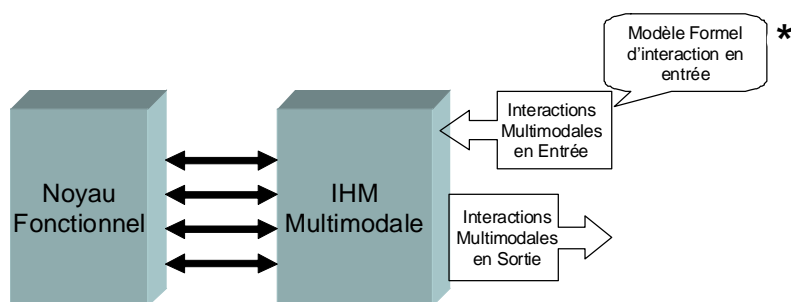 Modèle Formel
d'interaction en
entrée
*
Interactions
Multimodales
en Entrée
Noyau
Fonctionnel
IHM
Multimodale
Interactions
Multimodales
en Sortie